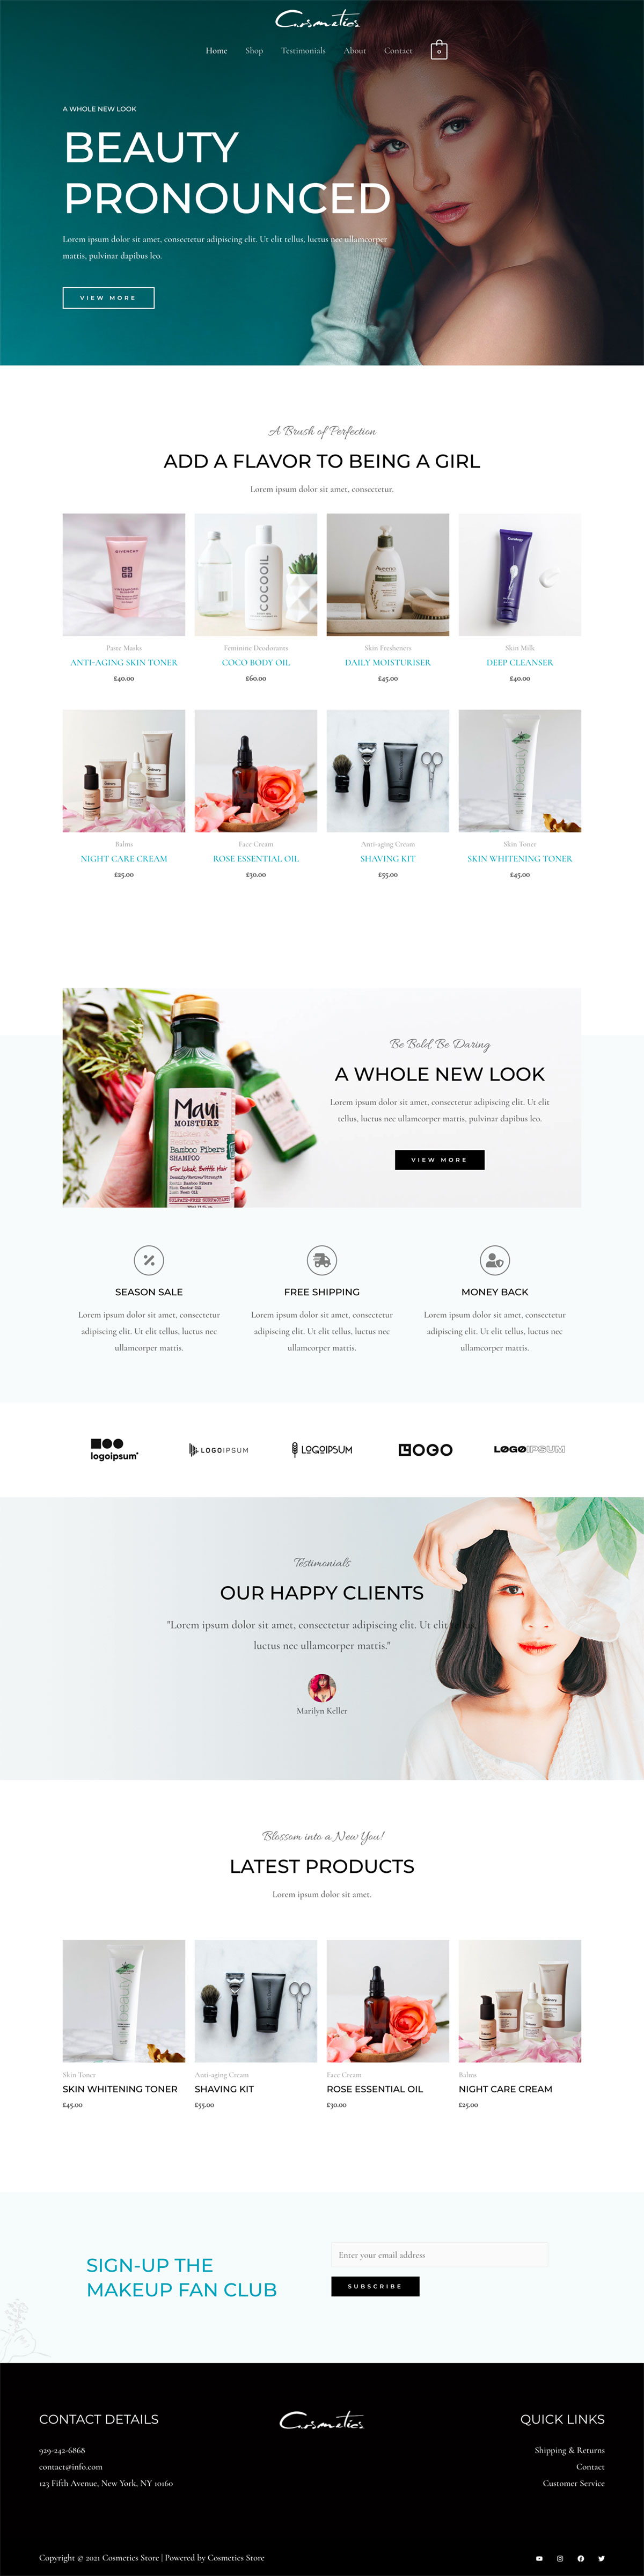 Cosmetics
Home Shop Testimonials About Contact 0
A WHOLE NEW LOOK
BEAUTY
PRONOUNCED
Lorem ipsum dolor sit amet, consectetur adipiscing elit. Ut elit tellus, luctus nec ullamcorper
mattis, pulvinar dapibus leo.
VIEW MORE
A Brush of Perfection
ADD A FLAVOR TO BEING A GIRL
Lorem ipsum dolor sit amet, consectetur.
GIVENCHY
COCOOIL
Aveeno
Curology
Paste Masks
ANTI-AGING SKIN TONER
£40.00
Feminine Deodorants
COCO BODY OIL
£60.00
Skin Fresheners
DAILY MOISTURISER
£45.00
Skin Milk
DEEP CLEANSER
£40.00
Balms
NIGHT CARE CREAM
£25.00
Face Cream
ROSE ESSENTIAL OIL
£30.00
Anti-aging Cream
SHAVING KIT
£55.00
Skin Toner
SKIN WHITENING TONER
£45.00
Maui
MOISTURE
Bamboo Fibers
SHAMPOO
For Weak, Brittle Hair
Be Bold, Be Daring
A WHOLE NEW LOOK
Lorem ipsum dolor sit amet, consectetur adipiscing elit. Ut elit
tellus, luctus nec ullamcorper mattis, pulvinar dapibus leo.
VIEW MORE
SEASON SALE
Lorem ipsum dolor sit amet, consectetur
adipiscing elit. Ut elit tellus, luctus nec
ullamcorper mattis.
FREE SHIPPING
Lorem ipsum dolor sit amet, consectetur
adipiscing elit. Ut elit tellus, luctus nec
ullamcorper mattis.
MONEY BACK
Lorem ipsum dolor sit amet, consectetur
adipiscing elit. Ut elit tellus, luctus nec
ullamcorper mattis.
logoipsum
LOGOIPSUM
LOGOIPSUM
LOGO
LOGOIPSUM
Testimonials
OUR HAPPY CLIENTS
"Lorem ipsum dolor sit amet, consectetur adipiscing elit. Ut elit tellus,
luctus nec ullamcorper mattis."
Marilyn Keller
Blossom into a New You!
LATEST PRODUCTS
Lorem ipsum dolor sit amet.
Skin Toner
SKIN WHITENING TONER
£45.00
Anti-aging Cream
SHAVING KIT
£55.00
Face Cream
ROSE ESSENTIAL OIL
£30.00
Balms
NIGHT CARE CREAM
£25.00
SIGN-UP THE
MAKEUP FAN CLUB
Enter your email address
SUBSCRIBE
CONTACT DETAILS
929-242-6868
contact@info.com
123 Fifth Avenue, New York, NY 10160
Cosmetics
QUICK LINKS
Shipping & Returns
Contact
Customer Service
Copyright © 2021 Cosmetics Store | Powered by Cosmetics Store